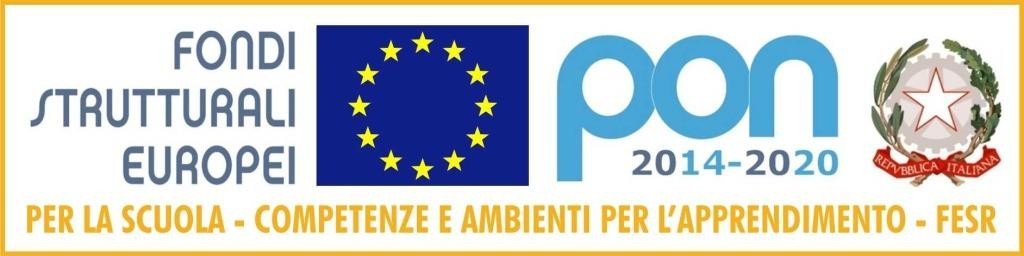 FONDI
STRUTTURALI
EUROPEI
pon
2014-2020
REPVBBLICA ITALIANA
PER LA SCUOLA - COMPETENZE E AMBIENTI PER L'APPRENDIMENTO - FESR